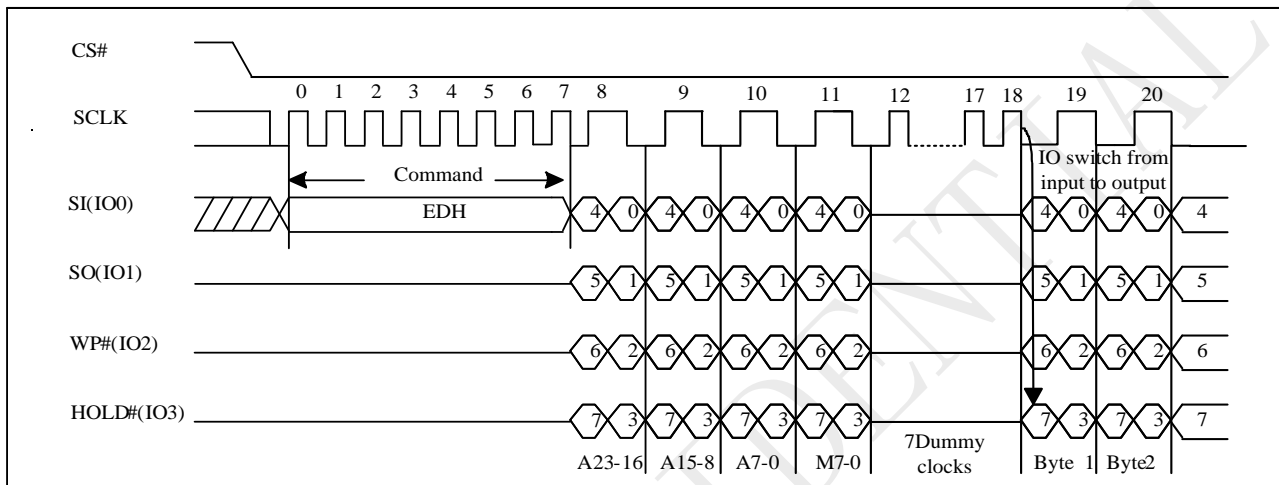 CS#
0 1 2 3 4 5 6 7 8 9 10 11 12 17 18 19 20
SCLK
IO switch from
input to output
Command
SI(IO0)
EDH
4 0 4 0 4 0 4 0 4 0 4 0 4
SO(IO1)
5 1 5 1 5 1 5 1 5 1 5 1 5
WP#(IO2)
6 2 6 2 6 2 6 2 6 2 6 2 6
HOLD#(IO3)
7 3 7 3 7 3 7 3 7 3 7 3 7
A23-16 A15-8 A7-0 M7-0
7Dummy
clocks
Byte 1 Byte2
DENTIAL